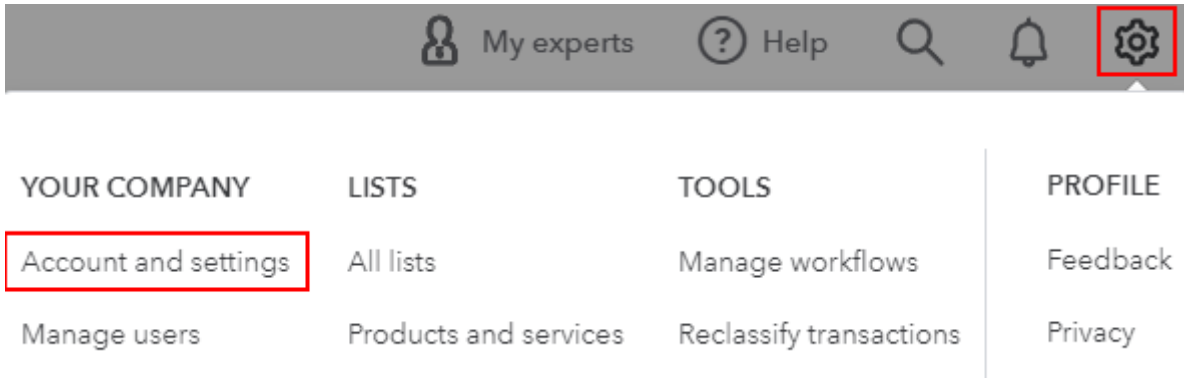 My experts ? Help
YOUR COMPANY LISTS TOOLS PROFILE
Account and settings All lists Manage workflows Feedback
Manage users Products and services Reclassify transactions Privacy